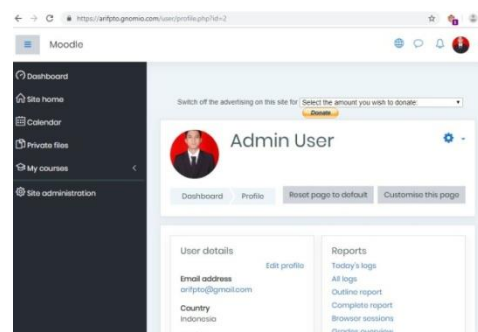 https://arifpto.gnomio.com/user/profile.php?id=2
Moodle
Dashboard
Site home
Calendar
Private files
My courses
Site administration
Switch off the advertising on this site for
Select the amount you wish to donate:
Donate
Admin User
Dashboard
Profile
Reset page to default
Customise this page
User details
Edit profile
Email address
arifpto@gmail.com
Country
Indonesia
Reports
Today's logs
All logs
Outline report
Complete report
Browser sessions
Grades overview